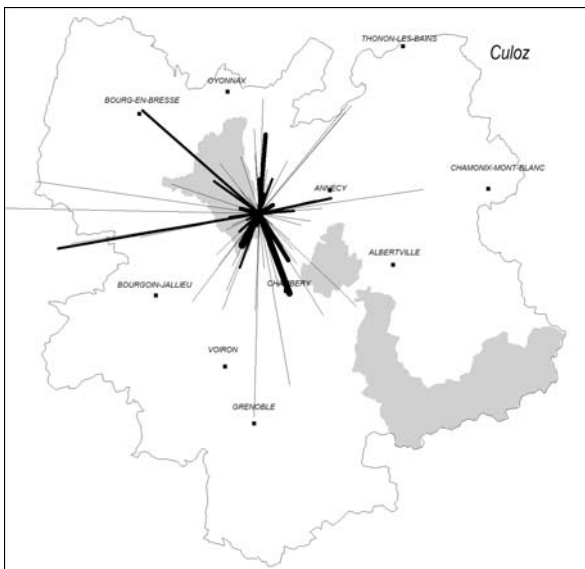 THONON-LES-BAINS
Culoz
OYONNAX
BOURG-EN-BRESSE
CHAMONIX-MONT-BLANC
ANNECY
ALBERTVILLE
CHAMBERY
BOURGOIN-JALLIEU
VOIRON
GRENOBLE